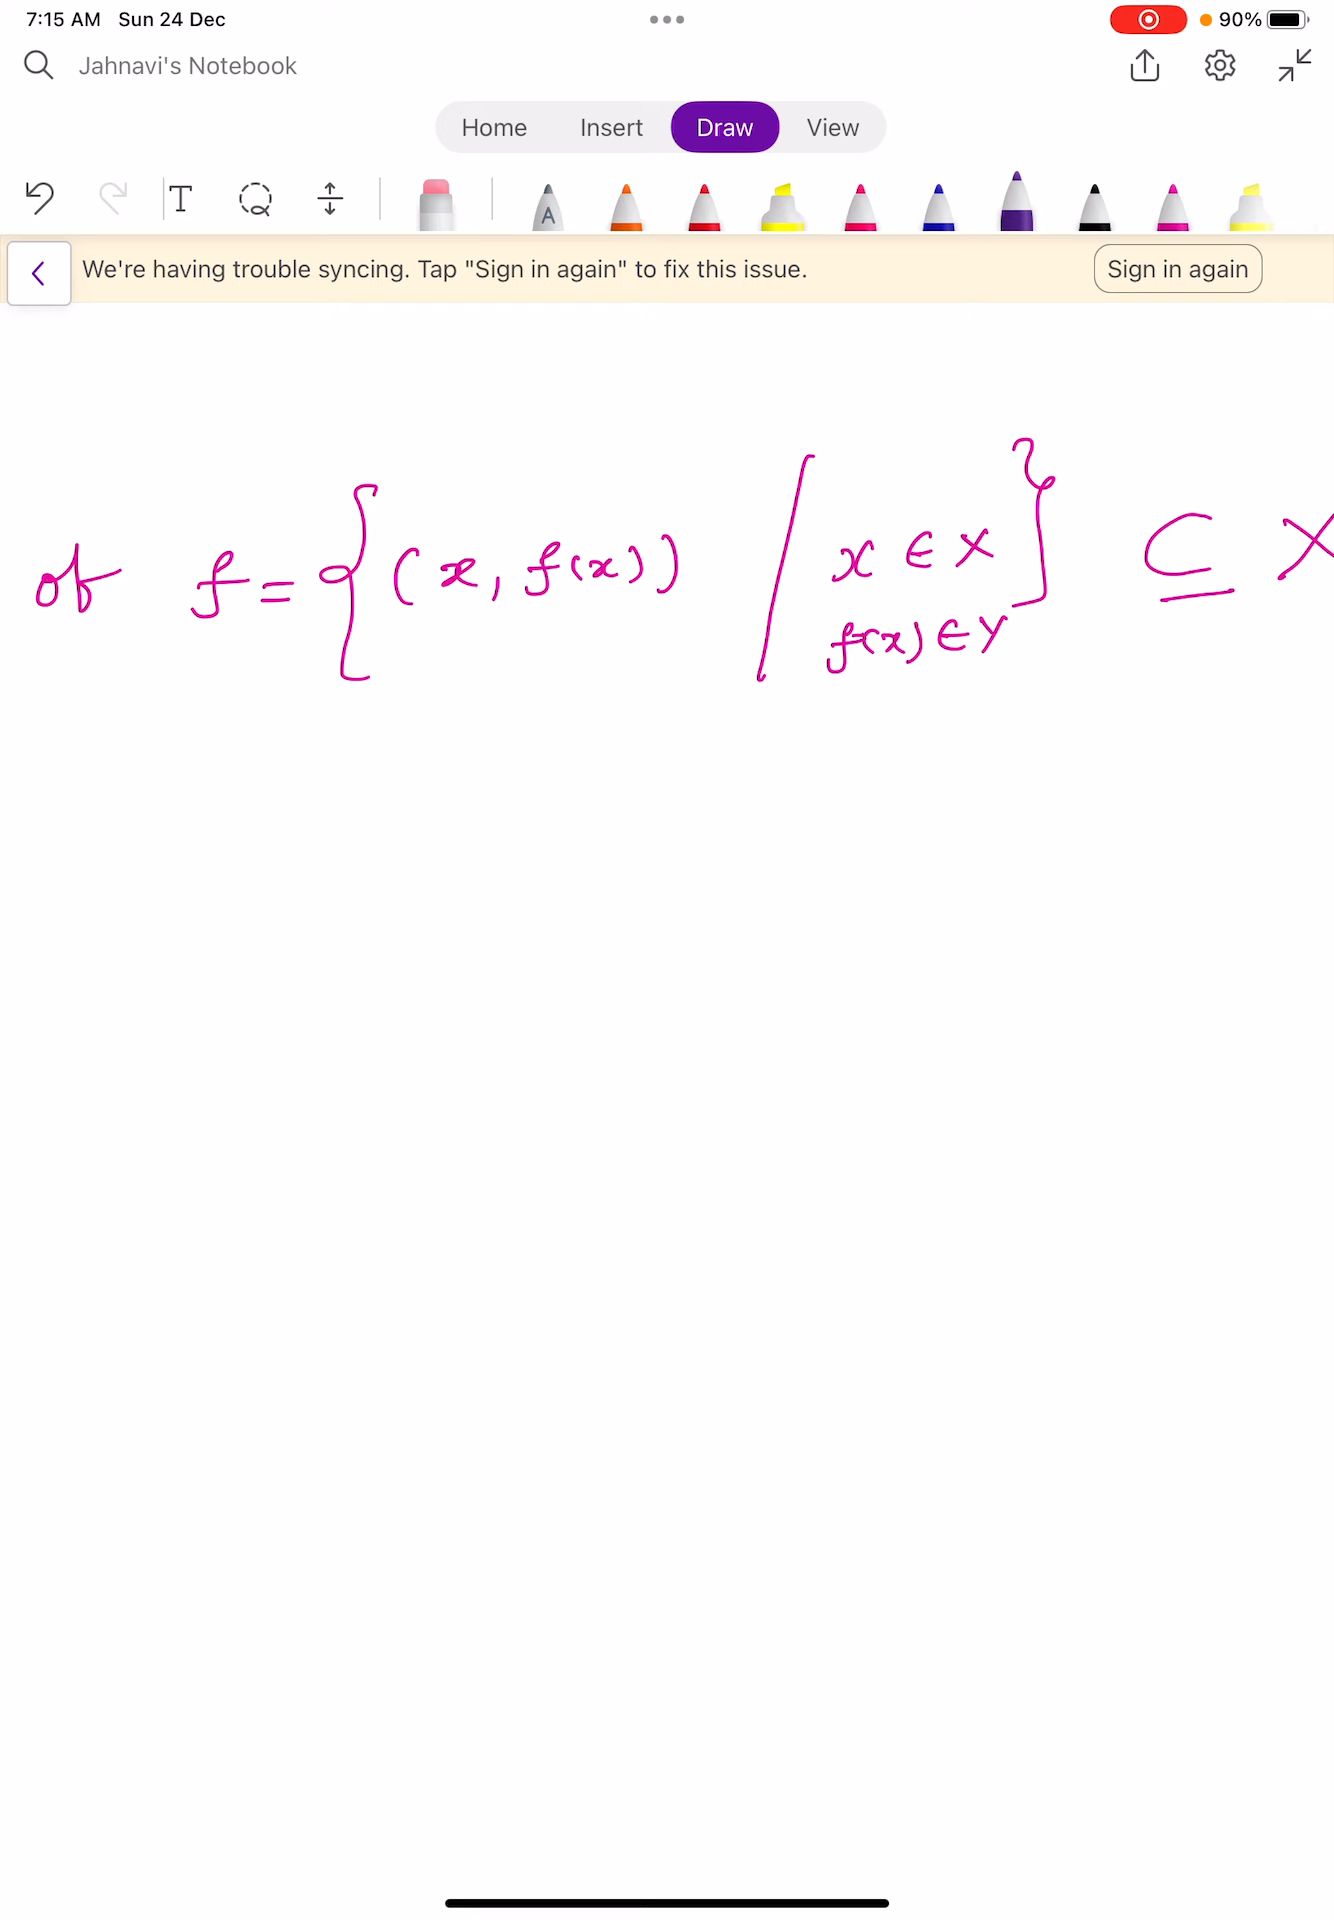 7:15 AM Sun 24 Dec 90%
Jahnavi's Notebook
Home Insert Draw View
T A
We're having trouble syncing. Tap "Sign in again" to fix this issue. Sign in again
of f = {(x, f(x)) / x ∈ X} ⊆ X
f(x) ∈ Y